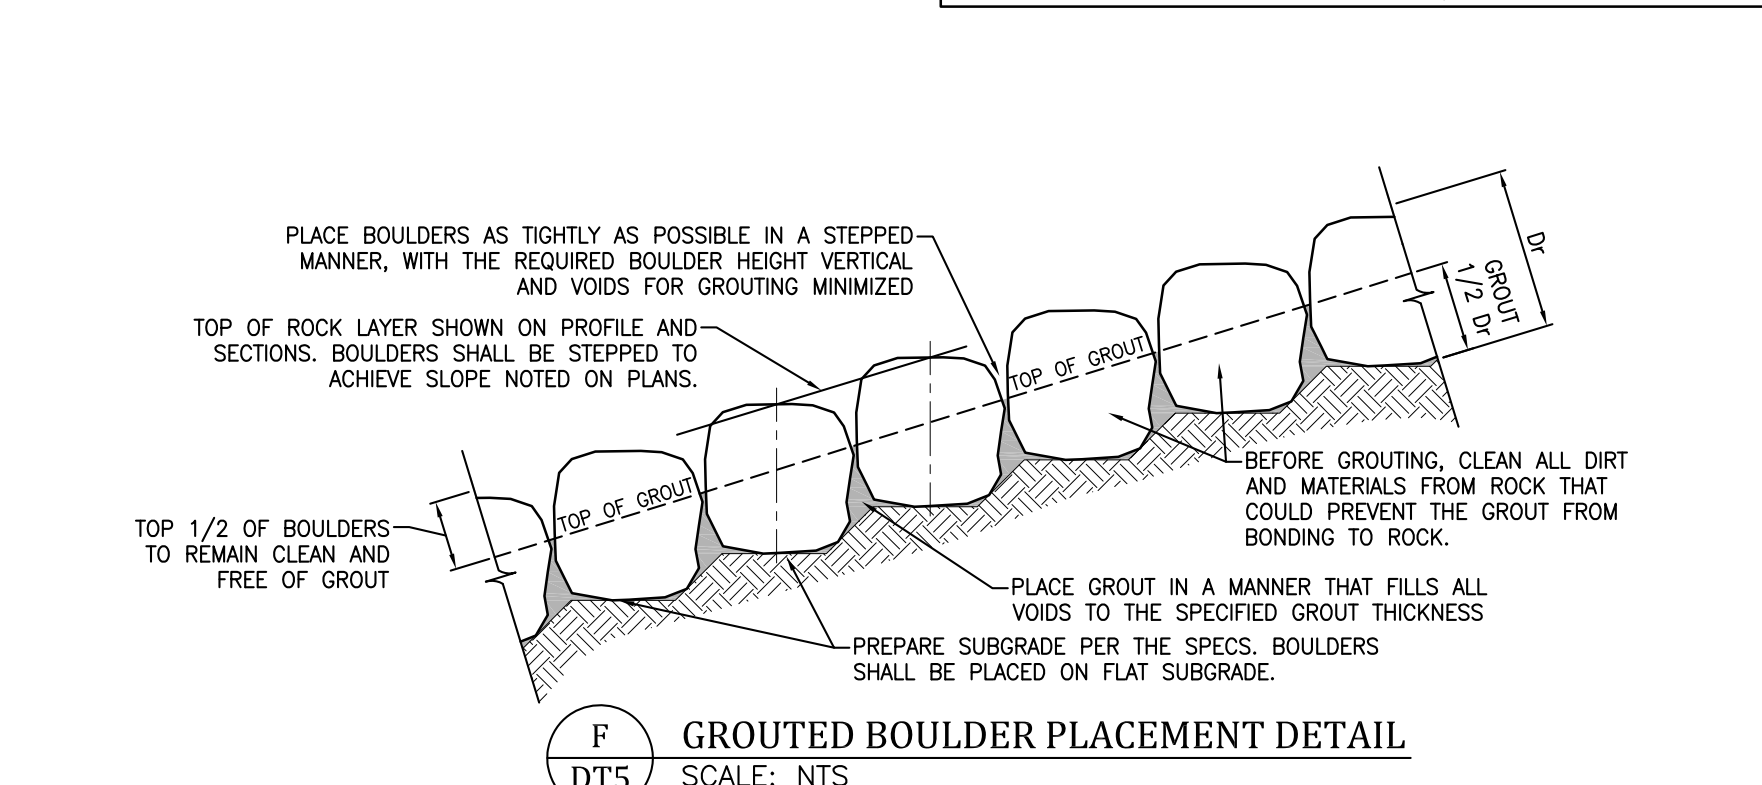 PLACE BOULDERS AS TIGHTLY AS POSSIBLE IN A STEPPED
MANNER, WITH THE REQUIRED BOULDER HEIGHT VERTICAL
AND VOIDS FOR GROUTING MINIMIZED
TOP OF ROCK LAYER SHOWN ON PROFILE AND
SECTIONS. BOULDERS SHALL BE STEPPED TO
ACHIEVE SLOPE NOTED ON PLANS.
Dr
GROUT
1/2 Dr
TOP OF GROUT
TOP OF GROUT
TOP 1/2 OF BOULDERS
TO REMAIN CLEAN AND
FREE OF GROUT
BEFORE GROUTING, CLEAN ALL DIRT
AND MATERIALS FROM ROCK THAT
COULD PREVENT THE GROUT FROM
BONDING TO ROCK.
PLACE GROUT IN A MANNER THAT FILLS ALL
VOIDS TO THE SPECIFIED GROUT THICKNESS
PREPARE SUBGRADE PER THE SPECS. BOULDERS
SHALL BE PLACED ON FLAT SUBGRADE.
F
DT5
GROUTED BOULDER PLACEMENT DETAIL
SCALE: NTS